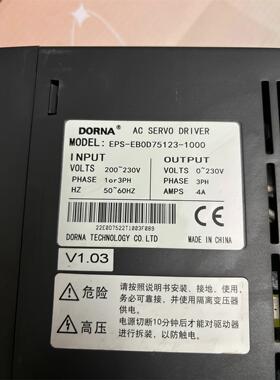 DORNA® AC SERVO DRIVER
MODEL: EPS-EB0D75123-1000
INPUT OUTPUT
VOLTS 200~230V VOLTS 0~230V
PHASE 1or3PH PHASE 3PH
HZ 50~60HZ AMPS 4A
22E0D7522T1003F089
DORNA TECHNOLOGY CO.LTD MADE IN CHINA
V1.03
危险
高压
请按照说明书安装、接地、使用,
务必可靠接地,并使用隔离变压器
供电。
电源切断10分钟后才能对驱动器
进行拆装,以防触电。